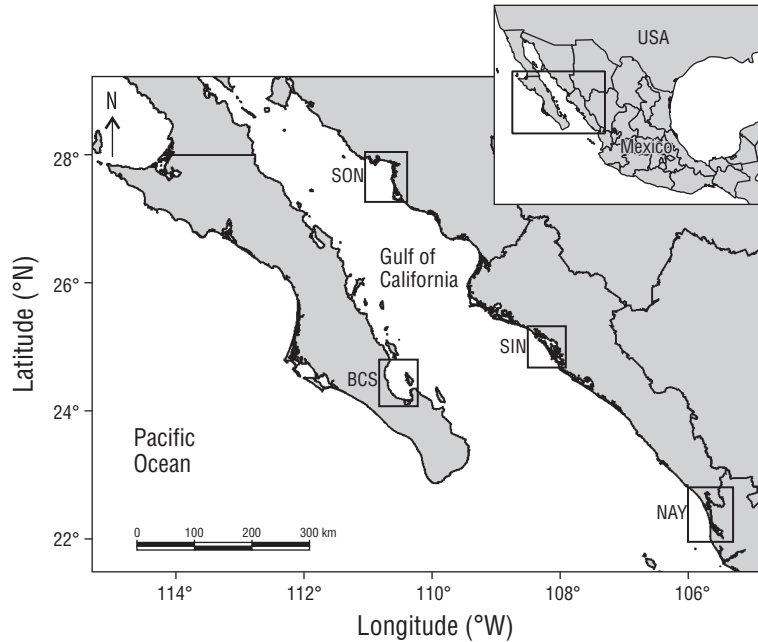 USA
Mexico
N
28°
26°
24°
22°
Latitude (°N)
SON
Gulf of
California
SIN
BCS
NAY
Pacific
Ocean
0 100 200 300 km
114° 112° 110° 108° 106°
Longitude (°W)